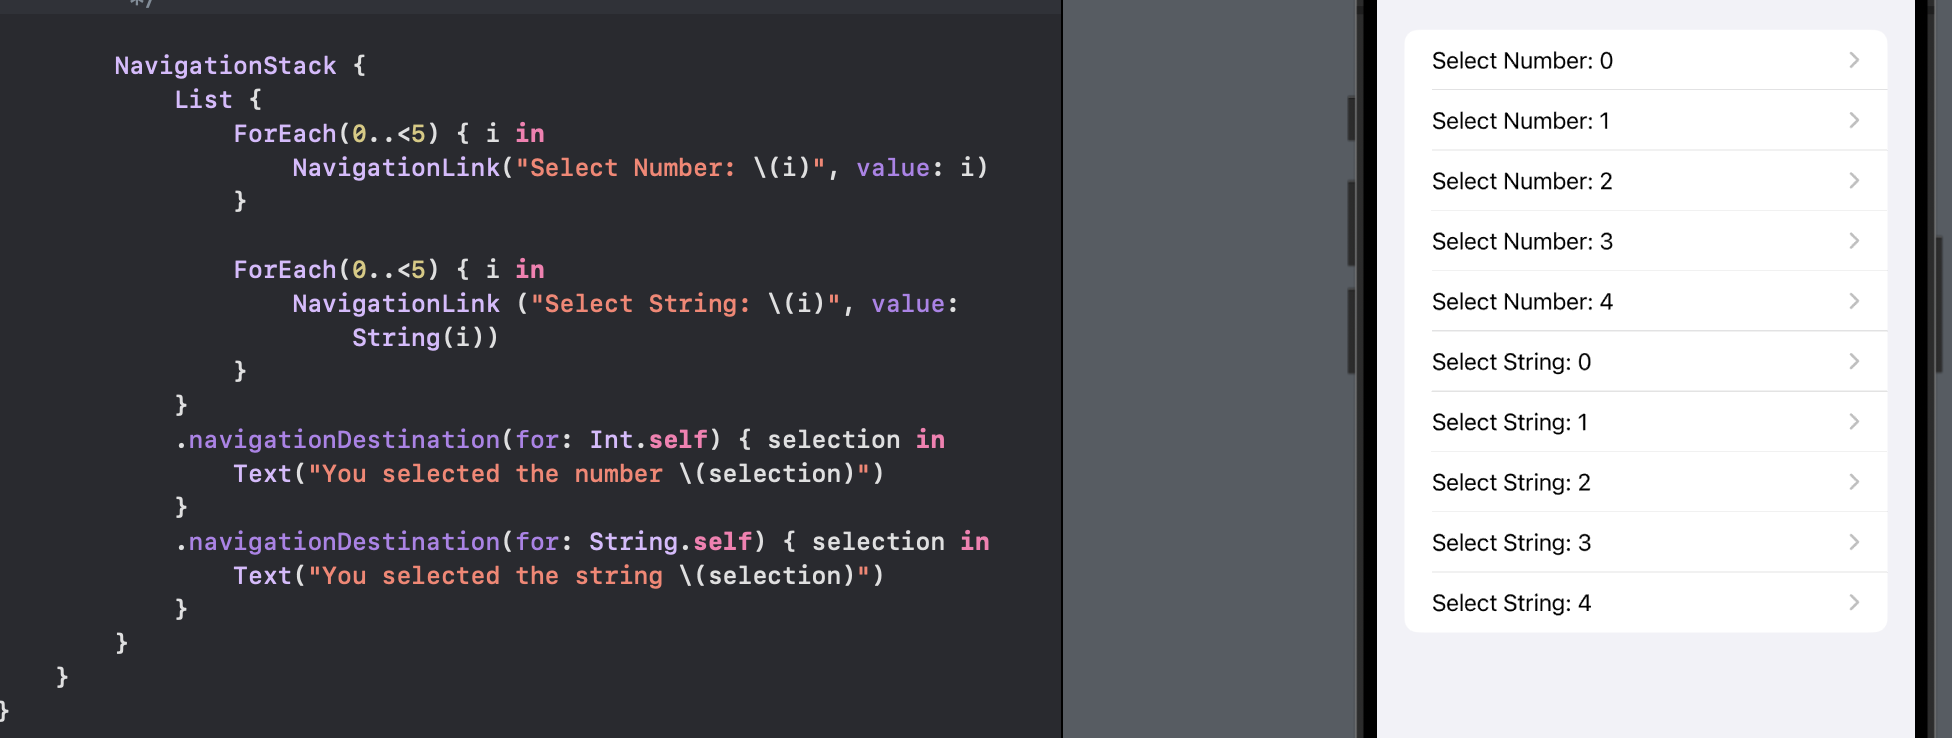 */
NavigationStack {
List {
ForEach(0..<5) { i in
NavigationLink("Select Number: \(i)", value: i)
}
ForEach(0..<5) { i in
NavigationLink ("Select String: \(i)", value:
String(i))
}
}
.navigationDestination(for: Int.self) { selection in
Text("You selected the number \(selection)")
}
.navigationDestination(for: String.self) { selection in
Text("You selected the string \(selection)")
}
}
}
}
Select Number: 0
Select Number: 1
Select Number: 2
Select Number: 3
Select Number: 4
Select String: 0
Select String: 1
Select String: 2
Select String: 3
Select String: 4